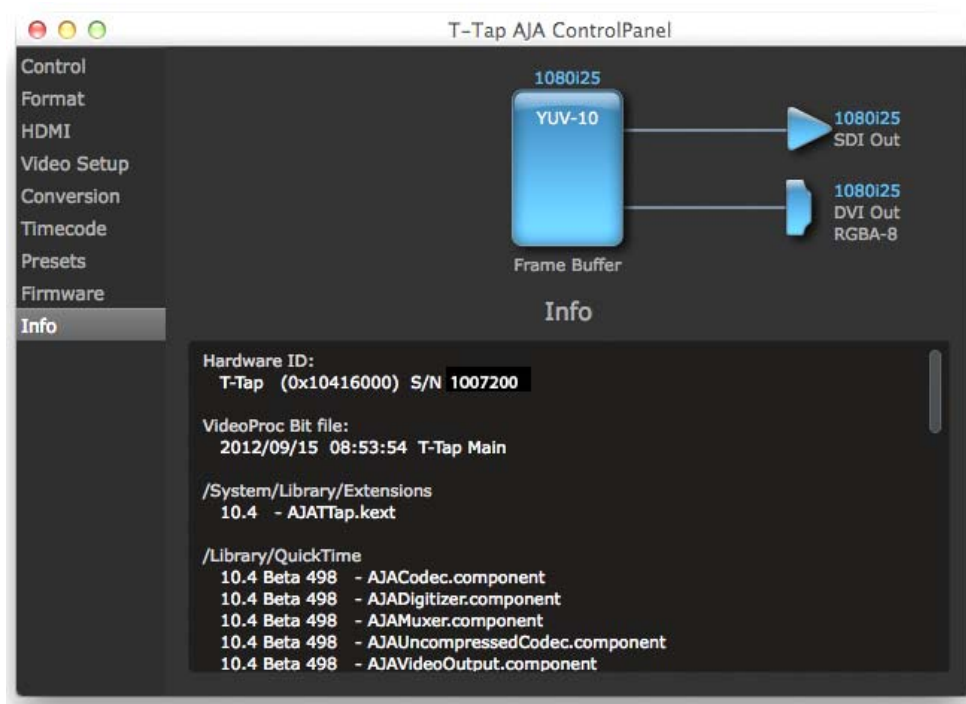 T-Tap AJA ControlPanel
Control
Format
HDMI
Video Setup
Conversion
Timecode
Presets
Firmware
Info
1080i25
YUV-10
Frame Buffer
1080i25
SDI Out
1080i25
DVI Out
RGBA-8
Info
Hardware ID:
T-Tap (0x10416000) S/N 1007200
VideoProc Bit file:
2012/09/15 08:53:54 T-Tap Main
/System/Library/Extensions
10.4 - AJATTap.kext
/Library/QuickTime
10.4 Beta 498 - AJACodec.component
10.4 Beta 498 - AJADigitizer.component
10.4 Beta 498 - AJAMuxer.component
10.4 Beta 498 - AJAUncompressedCodec.component
10.4 Beta 498 - AJAVideoOutput.component